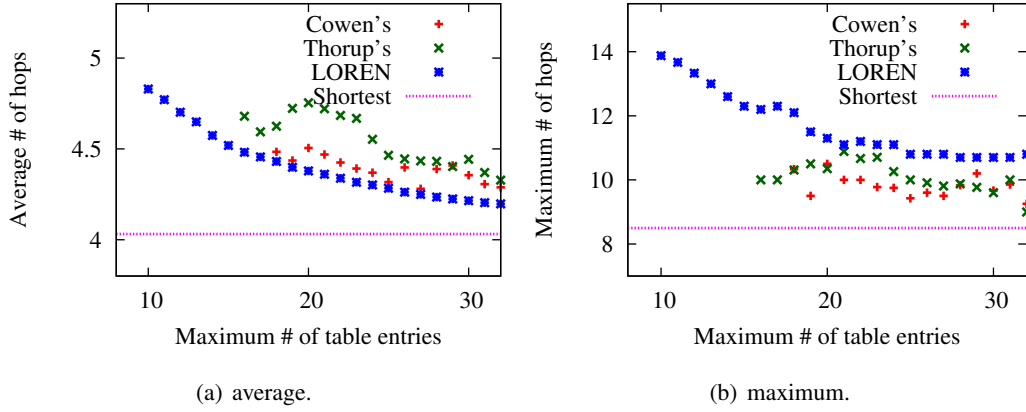 Average # of hops
5
4.5
4
10
20
30
Maximum # of table entries
Cowen's
Thorup's
LOREN
Shortest
(a) average.
Maximum # of hops
14
12
10
8
10
20
30
Maximum # of table entries
Cowen's
Thorup's
LOREN
Shortest
(b) maximum.